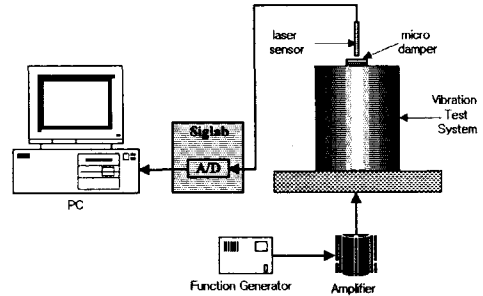 laser
sensor
micro
damper
Vibration
Test
System
Siglab
A/D
PC
Function Generator
Amplifier